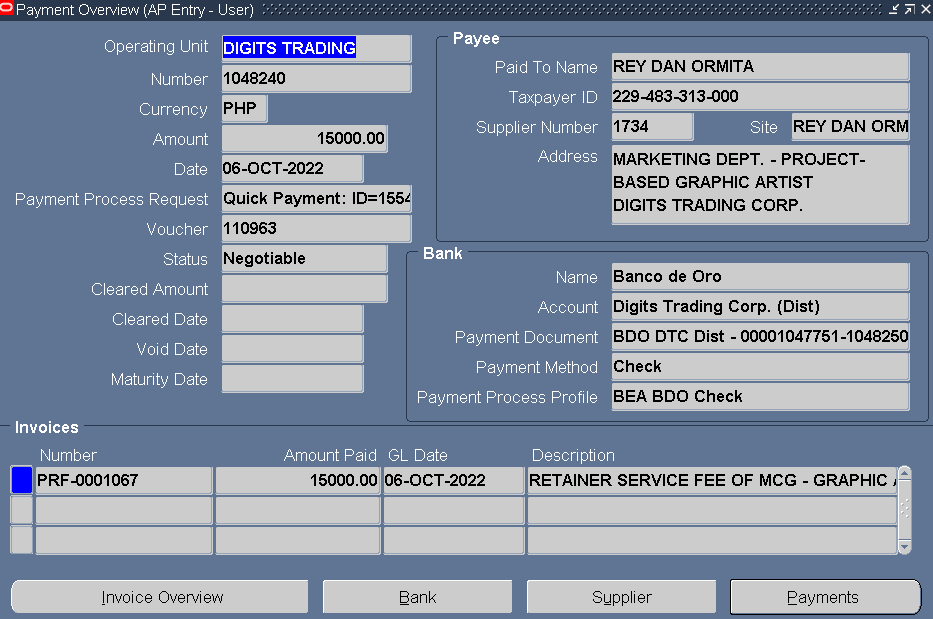 Payment Overview (AP Entry - User)
Operating Unit DIGITS TRADING
Number 1048240
Currency PHP
Amount 15000.00
Date 06-OCT-2022
Payment Process Request Quick Payment: ID=1554
Voucher 110963
Status Negotiable
Cleared Amount
Cleared Date
Void Date
Maturity Date
Payee
Paid To Name REY DAN ORMITA
Taxpayer ID 229-483-313-000
Supplier Number 1734 Site REY DAN ORM
Address MARKETING DEPT. - PROJECT-
BASED GRAPHIC ARTIST
DIGITS TRADING CORP.
Bank
Name Banco de Oro
Account Digits Trading Corp. (Dist)
Payment Document BDO DTC Dist - 00001047751-1048250
Payment Method Check
Payment Process Profile BEA BDO Check
Invoices
Number Amount Paid GL Date Description
PRF-0001067 15000.00 06-OCT-2022 RETAINER SERVICE FEE OF MCG - GRAPHIC
Invoice Overview Bank Supplier Payments